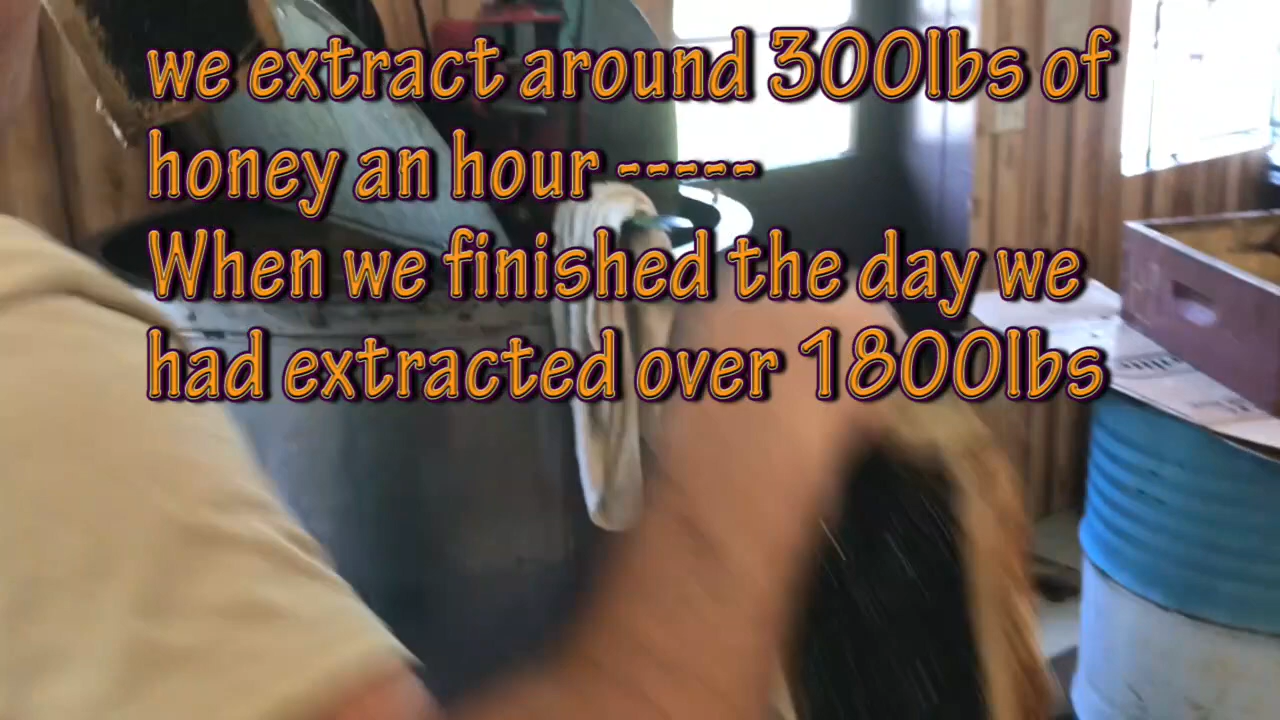 we extract around 300lbs of
honey an hour -----
When we finished the day we
had extracted over 1800lbs